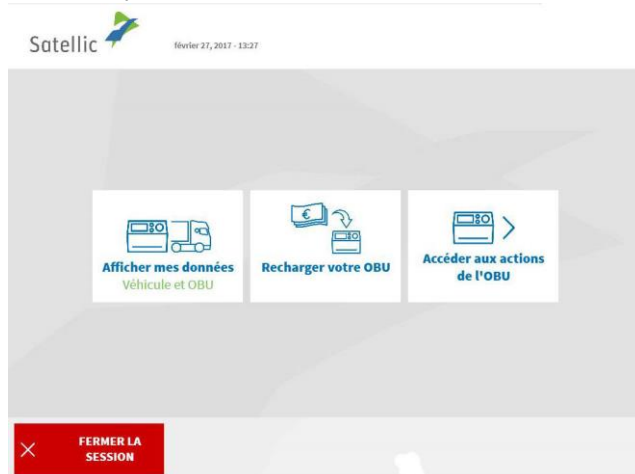 Satellic
février 27, 2017 - 13:27
Afficher mes données
Véhicule et OBU
€
Recharger votre OBU
Accéder aux actions
de l'OBU
FERMER LA
SESSION